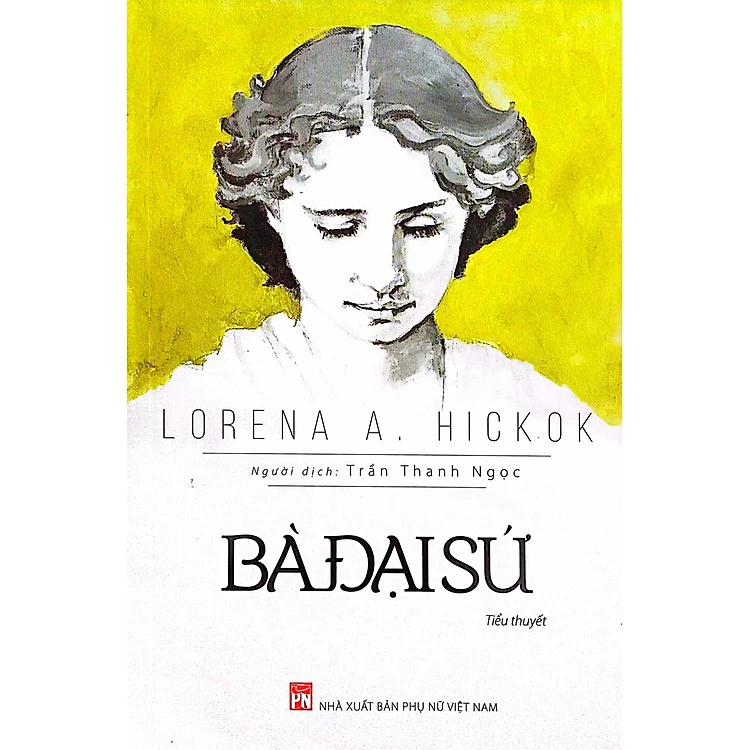 LORENA A. HICKOK
Người dịch: Trần Thanh Ngọc
BÀ ĐẠI SỨ
Tiểu thuyết
PN NHÀ XUẤT BẢN PHỤ NỮ VIỆT NAM